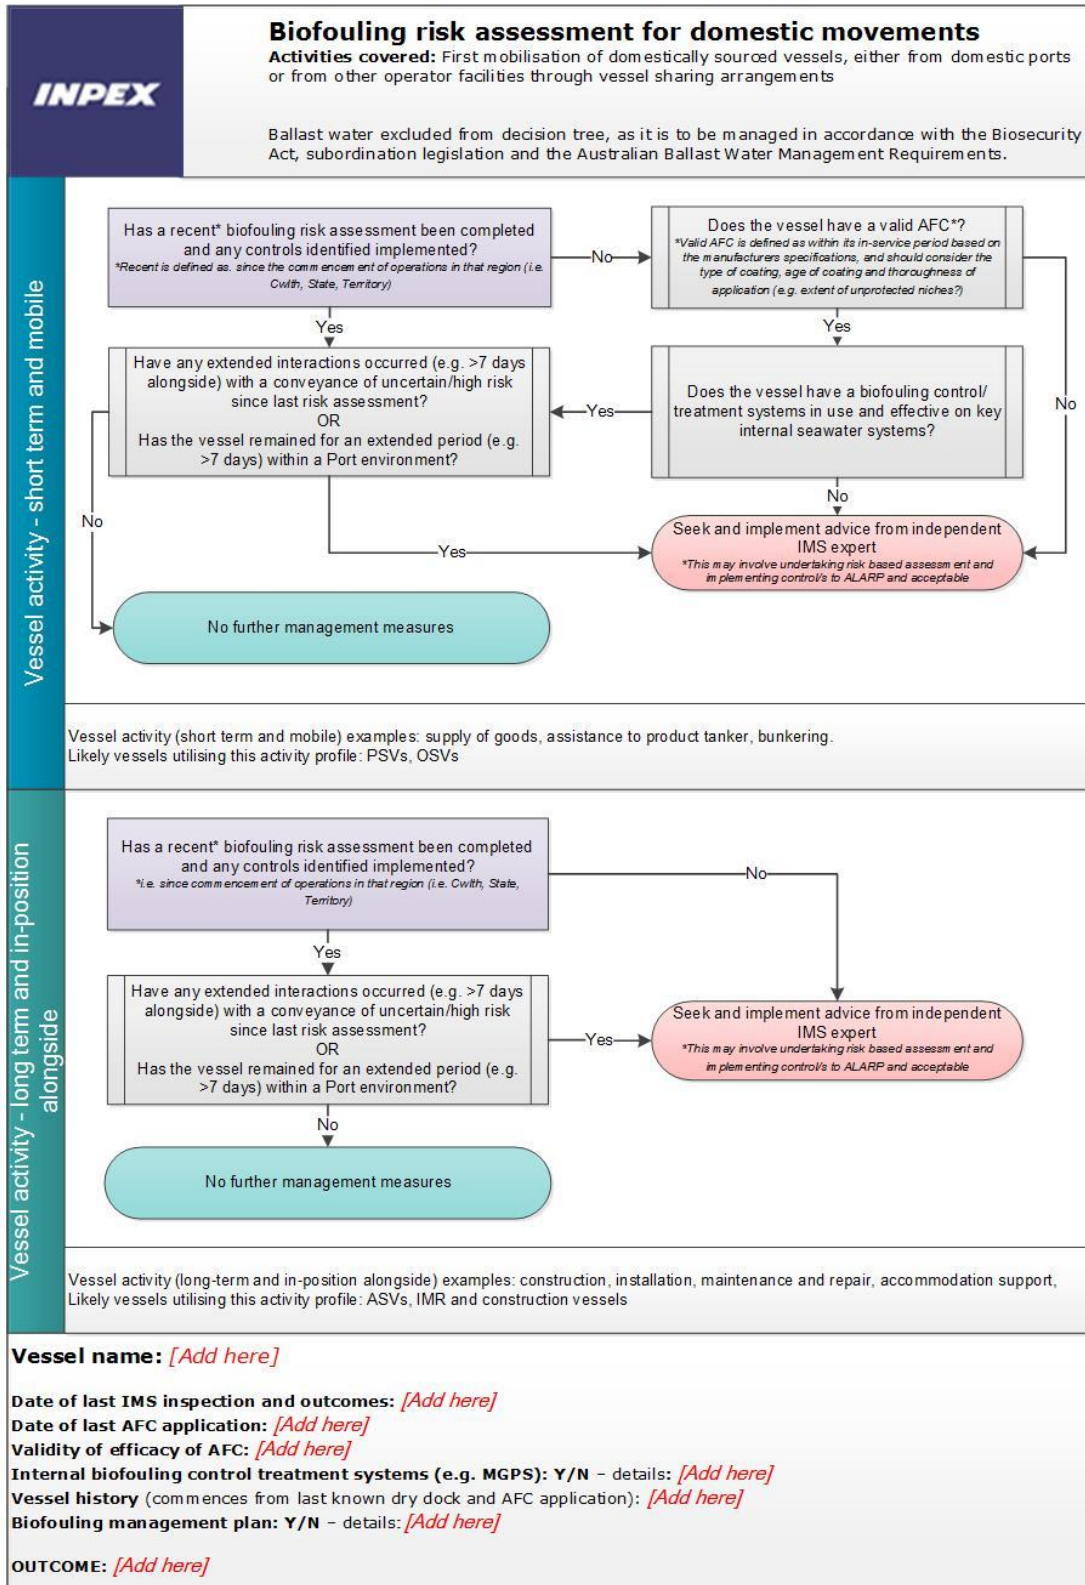 INPEX
Biofouling risk assessment for domestic movements
Activities covered: First mobilisation of domestically sourced vessels, either from domestic ports
or from other operator facilities through vessel sharing arrangements
Ballast water excluded from decision tree, as it is to be managed in accordance with the Biosecurity
Act, subordination legislation and the Australian Ballast Water Management Requirements.
Vessel activity - short term and mobile
Has a recent* biofouling risk assessment been completed
and any controls identified implemented?
*Recent is defined as. since the commencement of operations in that region (i.e.
Cwlth, State, Territory)
No
Does the vessel have a valid AFC*?
*Valid AFC is defined as within its in-service period based on
the manufacturers specifications, and should consider the
type of coating, age of coating and thoroughness of
application (e.g. extent of unprotected niches?)
Yes
Yes
Have any extended interactions occurred (e.g. >7 days
alongside) with a conveyance of uncertain/high risk
since last risk assessment?
OR
Has the vessel remained for an extended period (e.g.
>7 days) within a Port environment?
Yes
Does the vessel have a biofouling control/
treatment systems in use and effective on key
internal seawater systems?
No
No
No
Yes
Seek and implement advice from independent
IMS expert
*This may involve undertaking risk based assessment and
implementing control/s to ALARP and acceptable
No further management measures
Vessel activity (short term and mobile) examples: supply of goods, assistance to product tanker, bunkering.
Likely vessels utilising this activity profile: PSVs, OSVs
Vessel activity - long term and in-position
alongside
Has a recent* biofouling risk assessment been completed
and any controls identified implemented?
*i.e. since commencement of operations in that region (i.e. Cwlth, State,
Territory)
No
Yes
Have any extended interactions occurred (e.g. >7 days
alongside) with a conveyance of uncertain/high risk
since last risk assessment?
OR
Has the vessel remained for an extended period (e.g.
>7 days) within a Port environment?
Yes
Seek and implement advice from independent
IMS expert
*This may involve undertaking risk based assessment and
implementing control/s to ALARP and acceptable
No
No further management measures
Vessel activity (long-term and in-position alongside) examples: construction, installation, maintenance and repair, accommodation support,
Likely vessels utilising this activity profile: ASVs, IMR and construction vessels
Vessel name: [Add here]
Date of last IMS inspection and outcomes: [Add here]
Date of last AFC application: [Add here]
Validity of efficacy of AFC: [Add here]
Internal biofouling control treatment systems (e.g. MGPS): Y/N – details: [Add here]
Vessel history (commences from last known dry dock and AFC application): [Add here]
Biofouling management plan: Y/N – details: [Add here]
OUTCOME: [Add here]